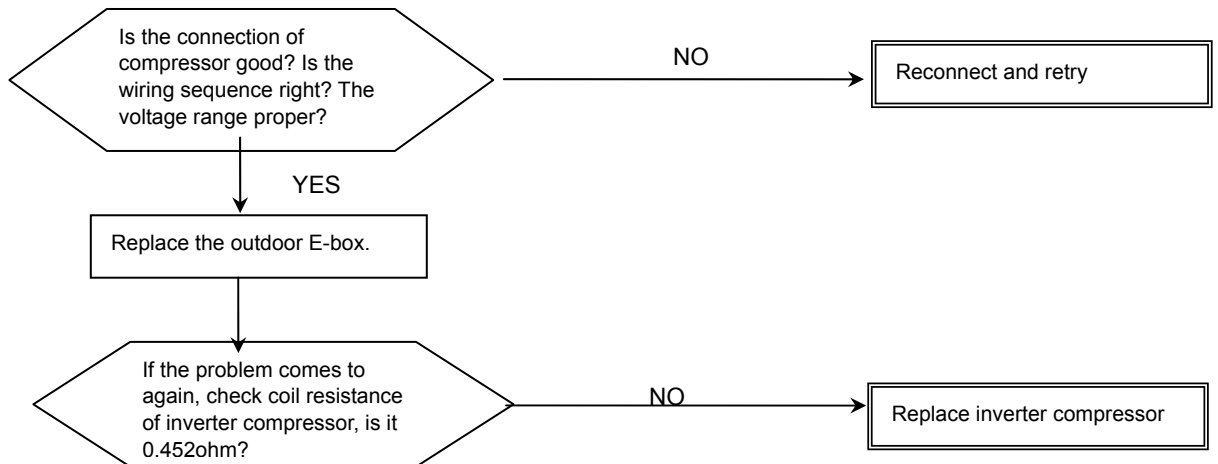 Is the connection of
compressor good? Is the
wiring sequence right? The
voltage range proper?
NO
Reconnect and retry
YES
Replace the outdoor E-box.
If the problem comes to
again, check coil resistance
of inverter compressor, is it
0.452ohm?
NO
Replace inverter compressor